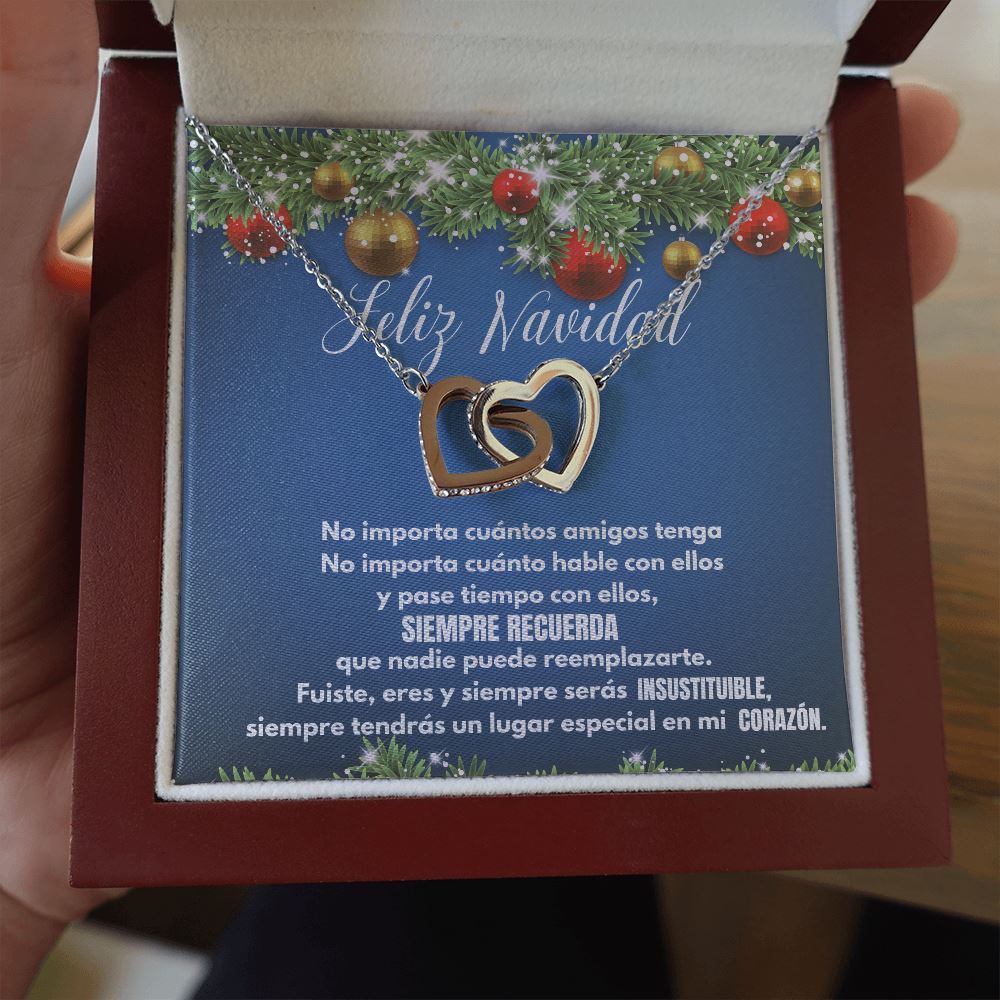 Feliz Navidad
No importa cuántos amigos tenga
No importa cuánto hable con ellos
y pase tiempo con ellos,
SIEMPRE RECUERDA
que nadie puede reemplazarte.
Fuiste, eres y siempre serás INSUSTITUIBLE,
siempre tendrás un lugar especial en mi CORAZÓN.